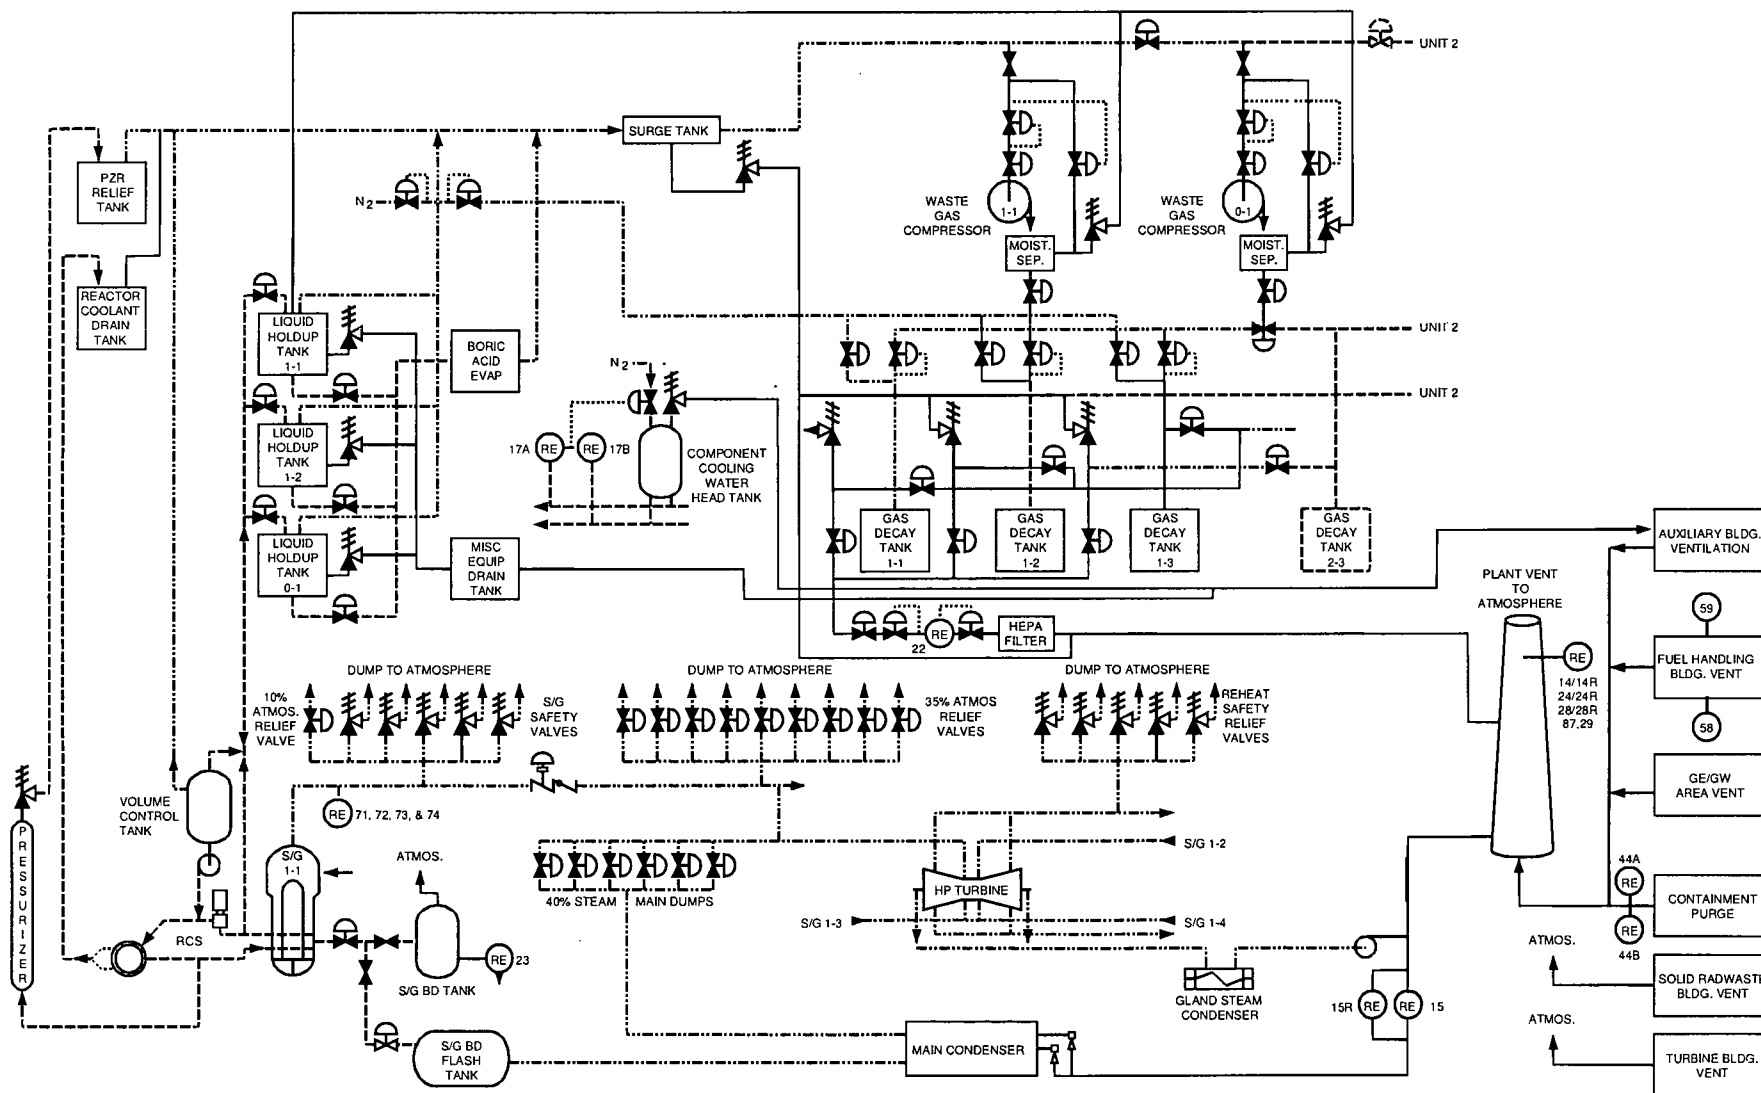 UNIT 2
SURGE TANK
PZR
RELIEF
TANK
N2
WASTE
GAS
COMPRESSOR
1-1
MOIST.
SEP.
WASTE
GAS
COMPRESSOR
0-1
MOIST.
SEP.
REACTOR
COOLANT
DRAIN
TANK
LIQUID
HOLDUP
TANK
1-1
BORIC
ACID
EVAP
UNIT 2
N2
UNIT 2
LIQUID
HOLDUP
TANK
1-2
17A
RE
RE
17B
COMPONENT
COOLING
WATER
HEAD TANK
LIQUID
HOLDUP
TANK
0-1
MISC
EQUIP
DRAIN
TANK
GAS
DECAY
TANK
1-1
GAS
DECAY
TANK
1-2
GAS
DECAY
TANK
1-3
GAS
DECAY
TANK
2-3
AUXILIARY BLDG.
VENTILATION
PLANT VENT
TO
ATMOSPHERE
59
22
RE
HEPA
FILTER
RE
14/14R
24/24R
28/28R
87.29
FUEL HANDLING
BLDG. VENT
58
DUMP TO ATMOSPHERE
10%
ATMOS.
RELIEF
VALVE
S/G
SAFETY
VALVES
DUMP TO ATMOSPHERE
35% ATMOS
RELIEF
VALVES
DUMP TO ATMOSPHERE
REHEAT
SAFETY
RELIEF
VALVES
GE/GW
AREA VENT
VOLUME
CONTROL
TANK
RE
71, 72, 73, & 74
PRESSURIZER
S/G
1-1
ATMOS.
40% STEAM
MAIN DUMPS
S/G 1-2
HP TURBINE
S/G 1-3
S/G 1-4
44A
RE
CONTAINMENT
PURGE
RE
44B
RCS
RE
23
S/G BD TANK
GLAND STEAM
CONDENSER
15R
RE
RE
15
ATMOS.
SOLID RADWASTE
BLDG. VENT
ATMOS.
S/G BD
FLASH
TANK
MAIN CONDENSER
TURBINE BLDG.
VENT